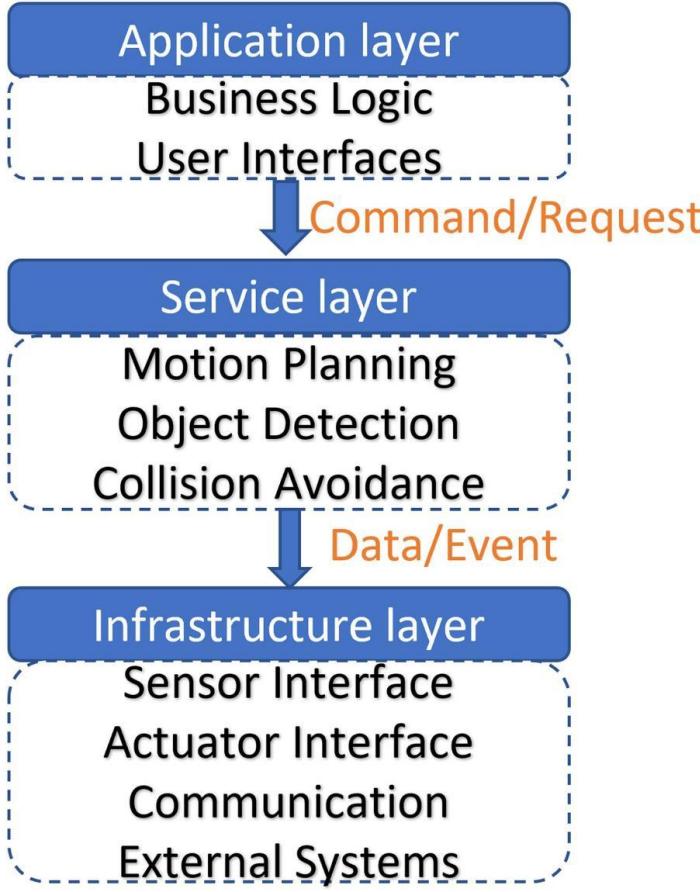 Application layer
Business Logic
User Interfaces
Command/Request
Service layer
Motion Planning
Object Detection
Collision Avoidance
Data/Event
Infrastructure layer
Sensor Interface
Actuator Interface
Communication
External Systems